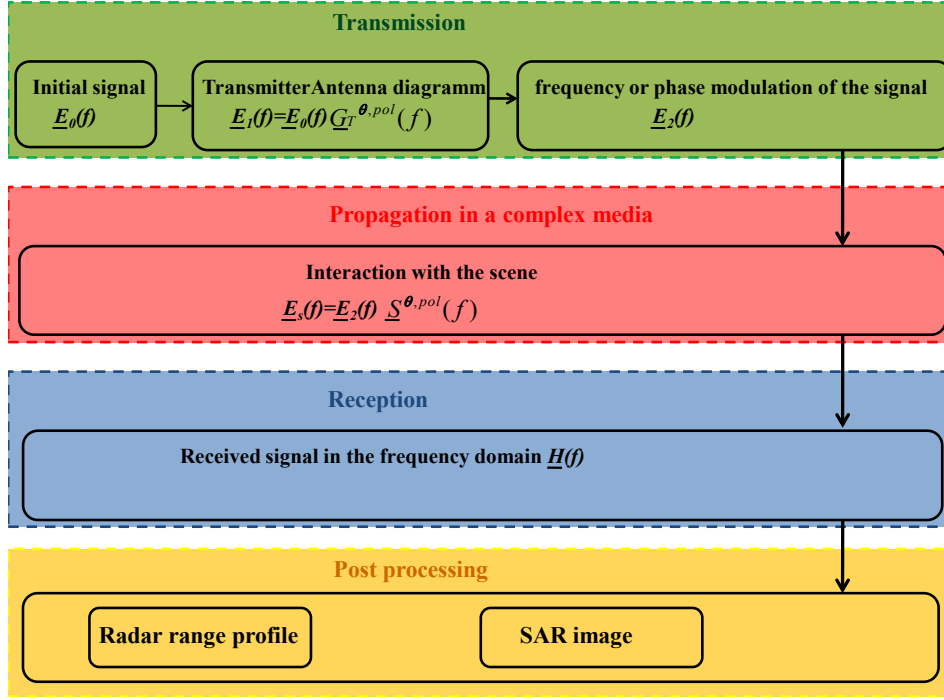 Transmission
Initial signal
E₀(f)
TransmitterAntenna diagramm
E₁(f)=E₀(f) G_T^θ,pol(f)
frequency or phase modulation of the signal
E₂(f)
Propagation in a complex media
Interaction with the scene
Eₛ(f)=E₂(f) S^θ,pol(f)
Reception
Received signal in the frequency domain H(f)
Post processing
Radar range profile
SAR image